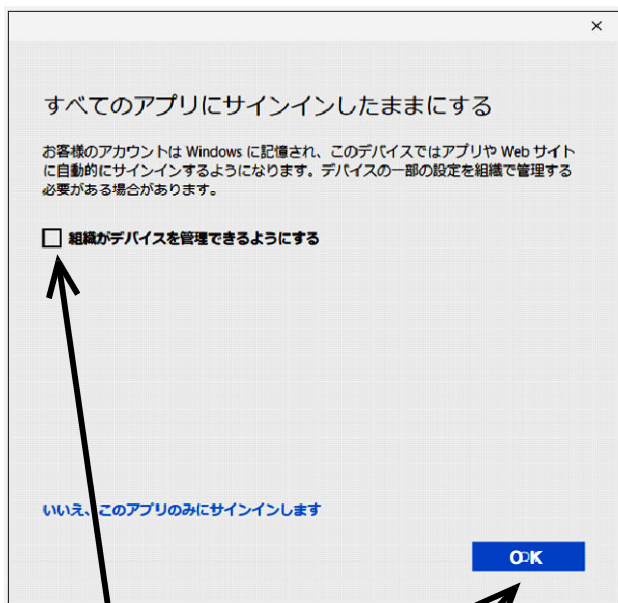 すべてのアプリにサインインしたままにする
お客様のアカウントは Windows に記憶され、このデバイスではアプリや Web サイト
に自動的にサインインするようになります。デバイスの一部の設定を組織で管理する
必要がある場合があります。
組織がデバイスを管理できるようにする
いいえ、このアプリのみにサインインします
OK